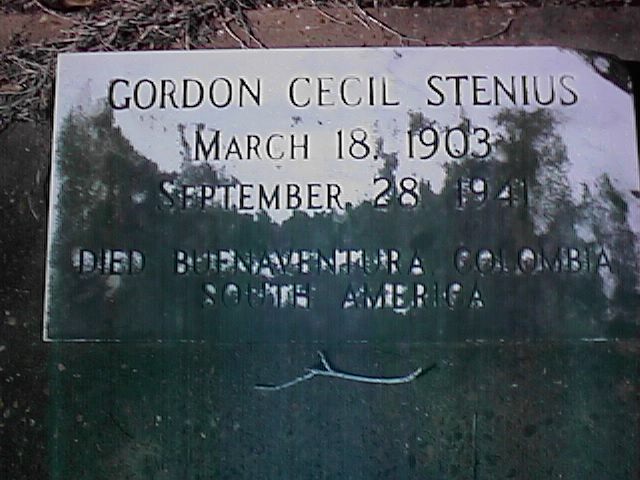 GORDON CECIL STENIUS
MARCH 18, 1903
SEPTEMBER 28 1941
DIED BUENAVENTURA COLOMBIA
SOUTH AMERICA